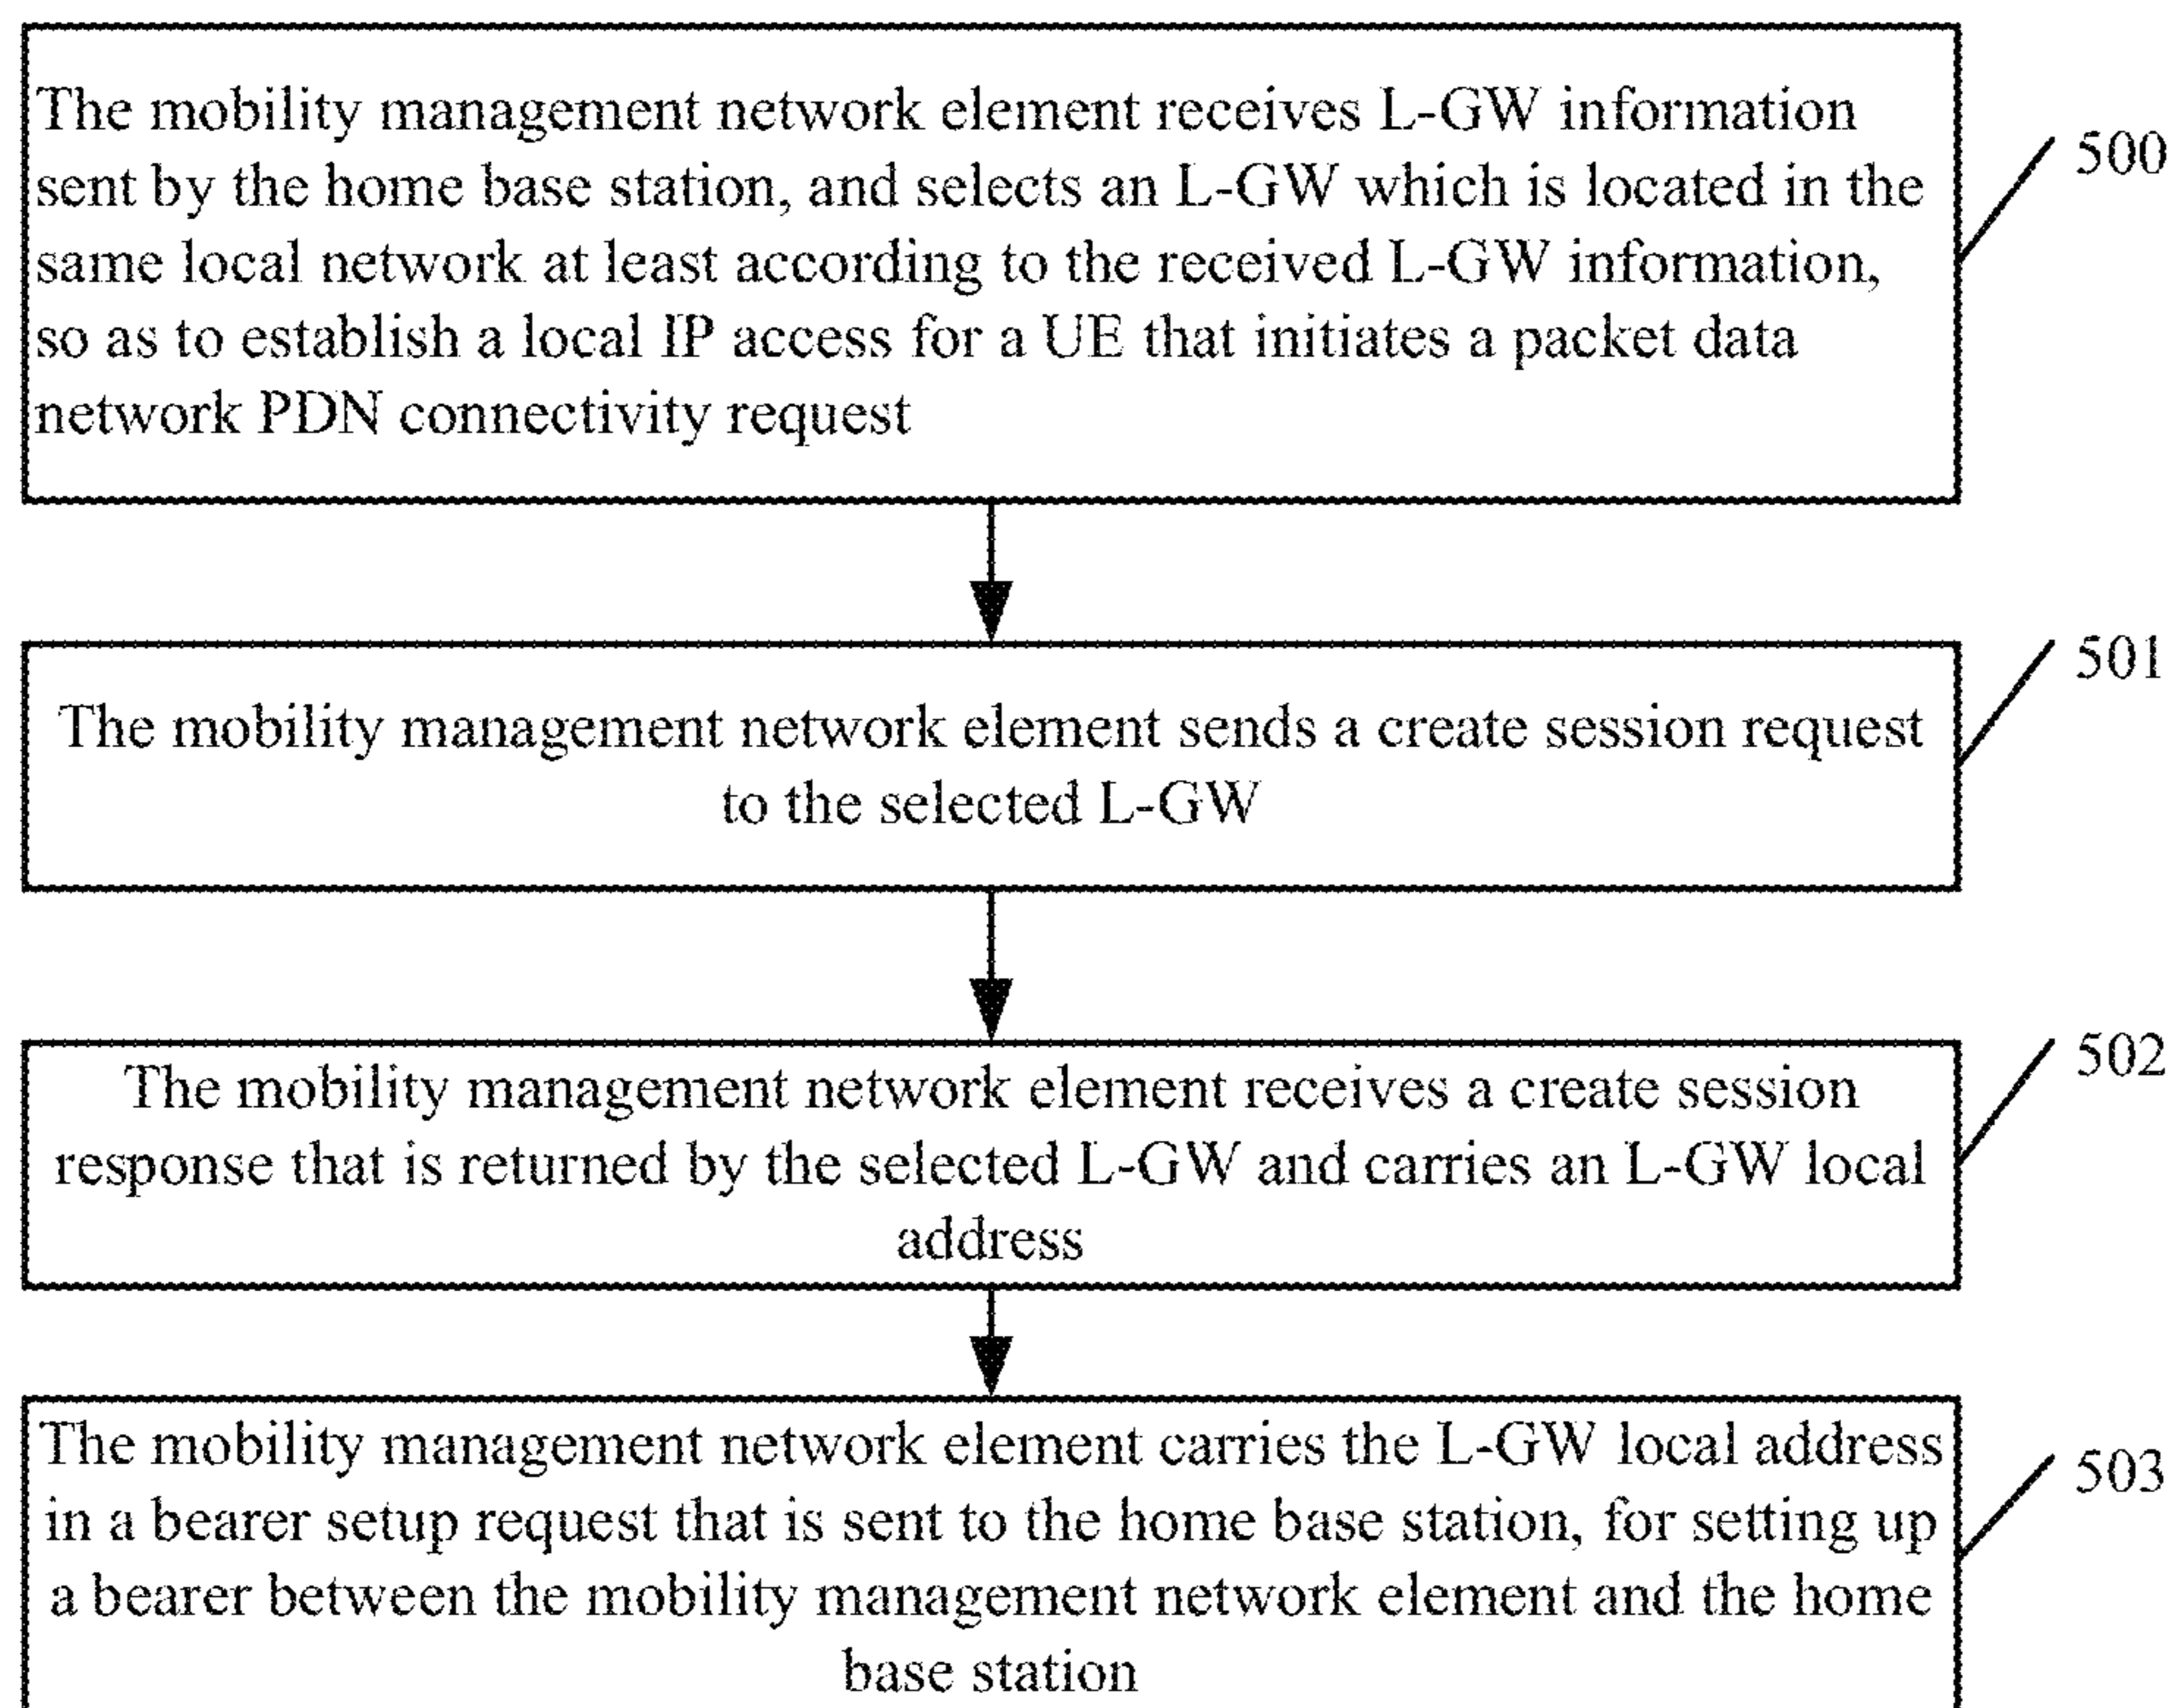 The mobility management network element receives L-GW information
sent by the home base station, and selects an L-GW which is located in the
same local network at least according to the received L-GW information,
so as to establish a local IP access for a UE that initiates a packet data
network PDN connectivity request
500
The mobility management network element sends a create session request
to the selected L-GW
501
The mobility management network element receives a create session
response that is returned by the selected L-GW and carries an L-GW local
address
502
The mobility management network element carries the L-GW local address
in a bearer setup request that is sent to the home base station, for setting up
a bearer between the mobility management network element and the home
base station
503